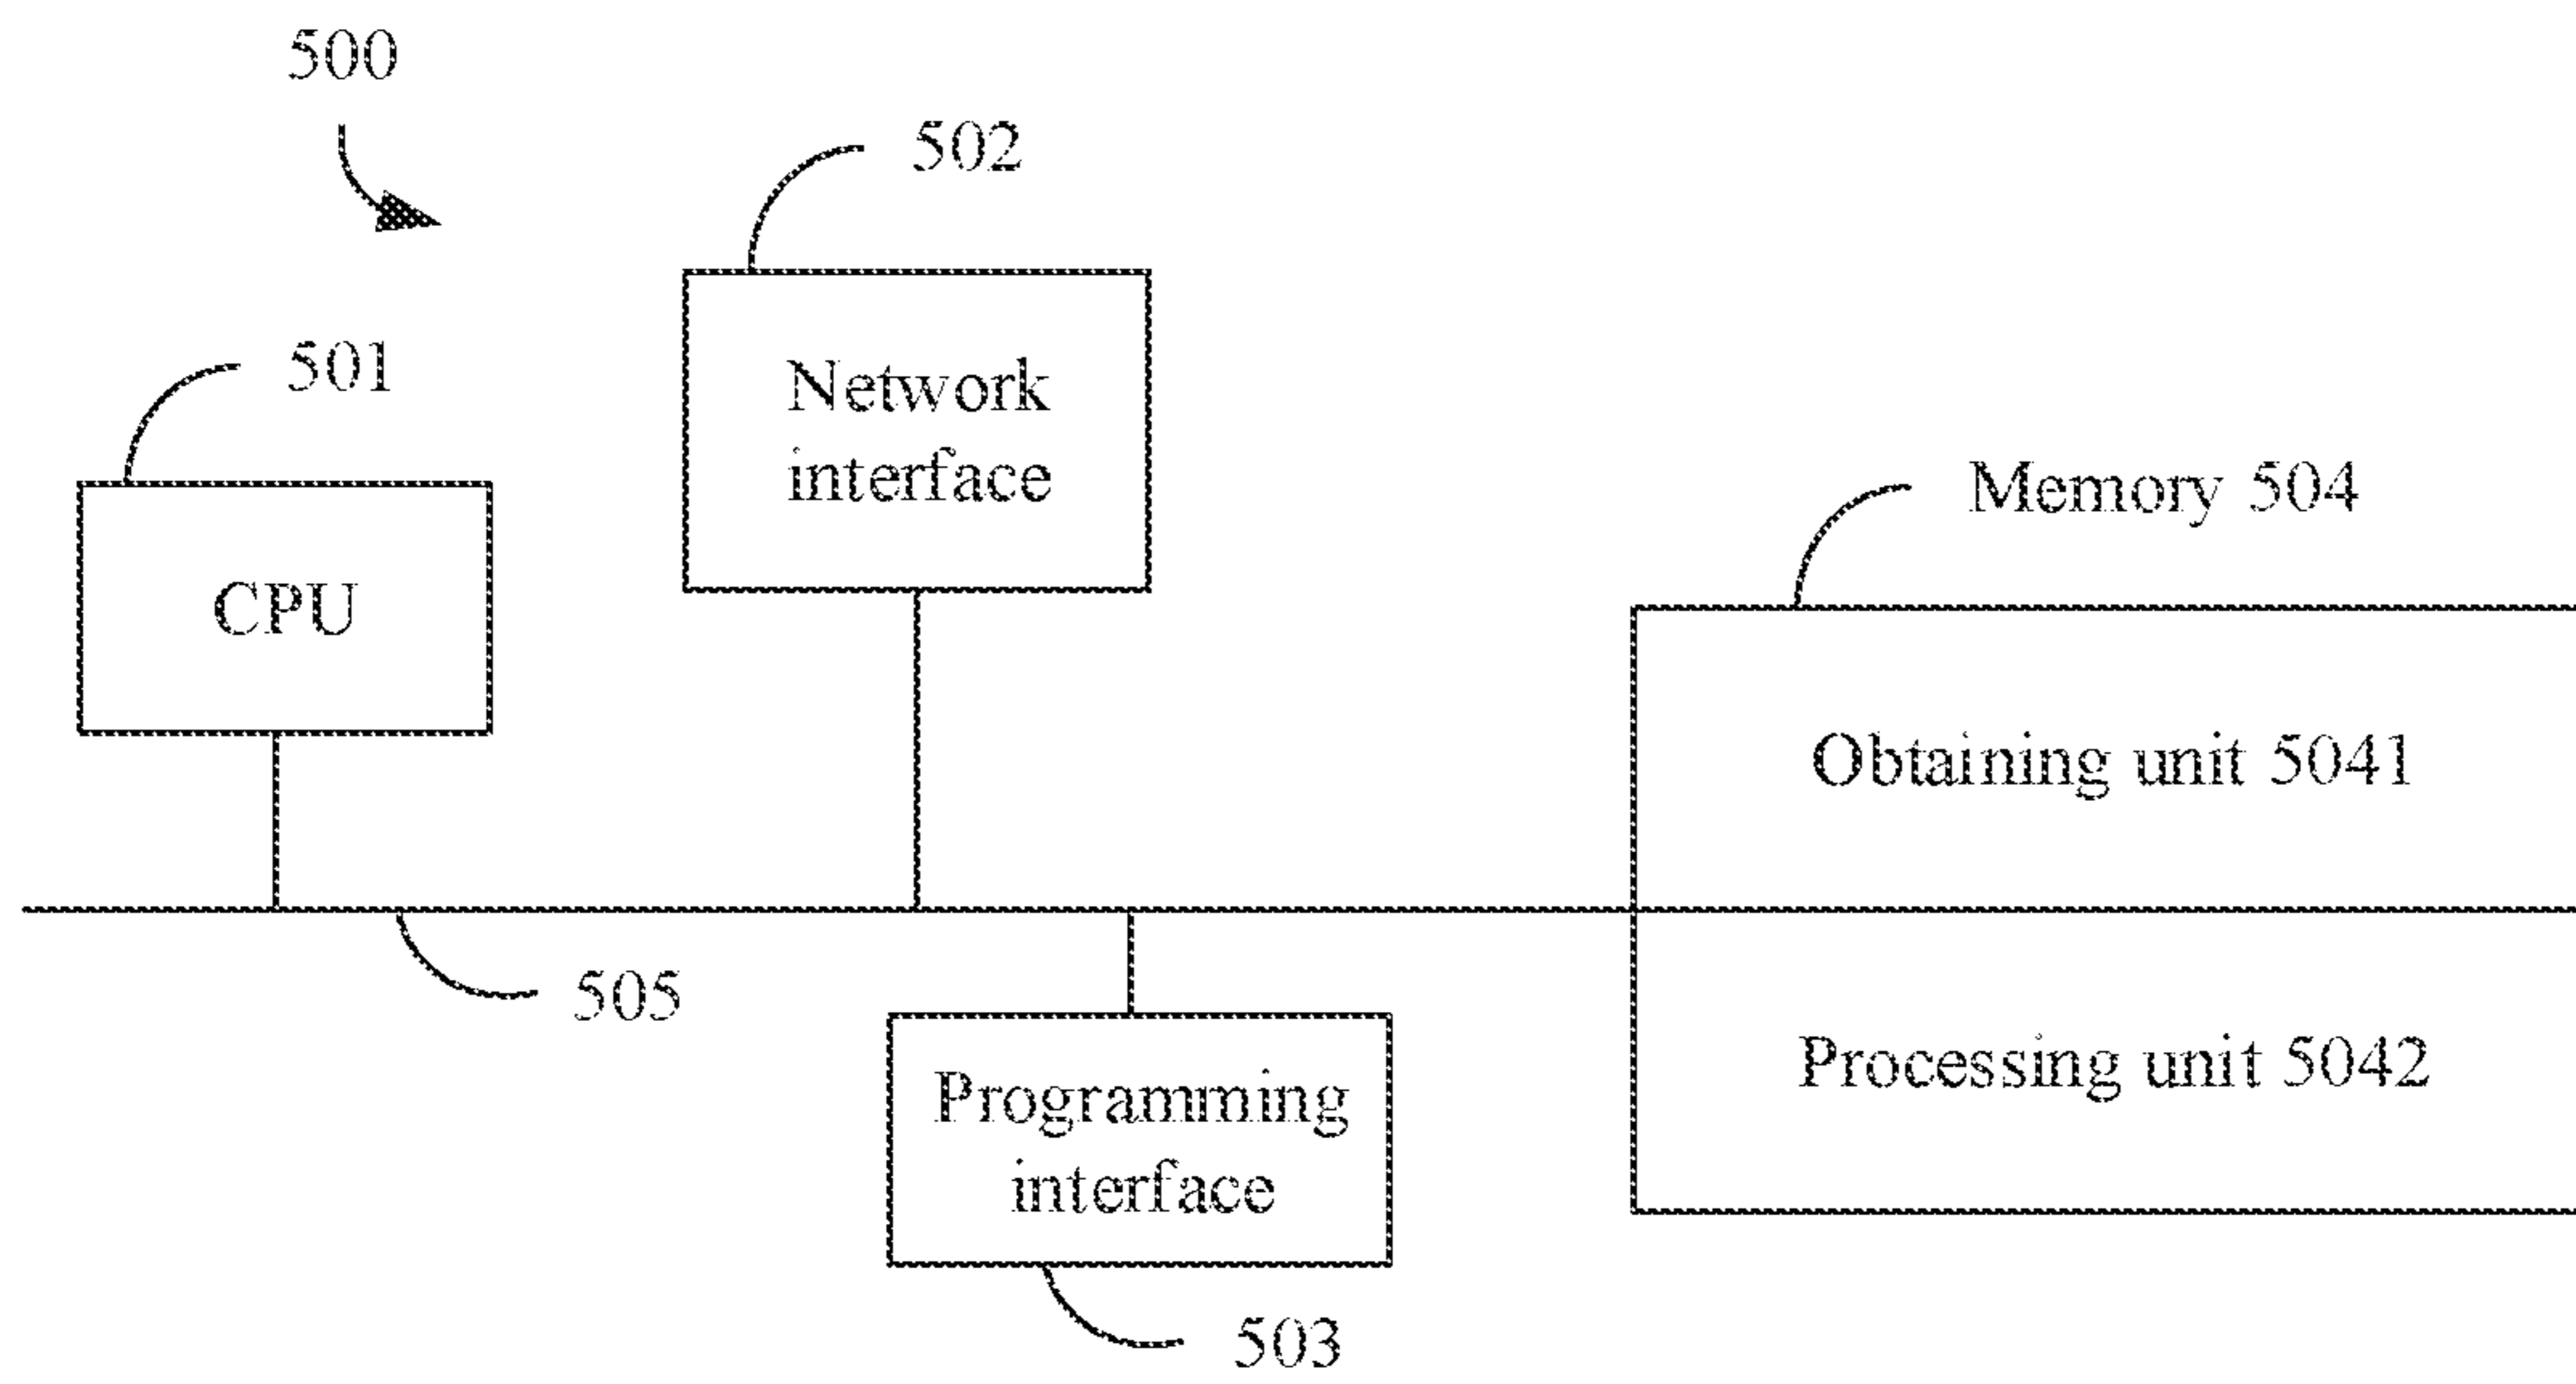 500
502
501
Network
interface
Memory 504
CPU
Obtaining unit 5041
505
Processing unit 5042
Programming
interface
503